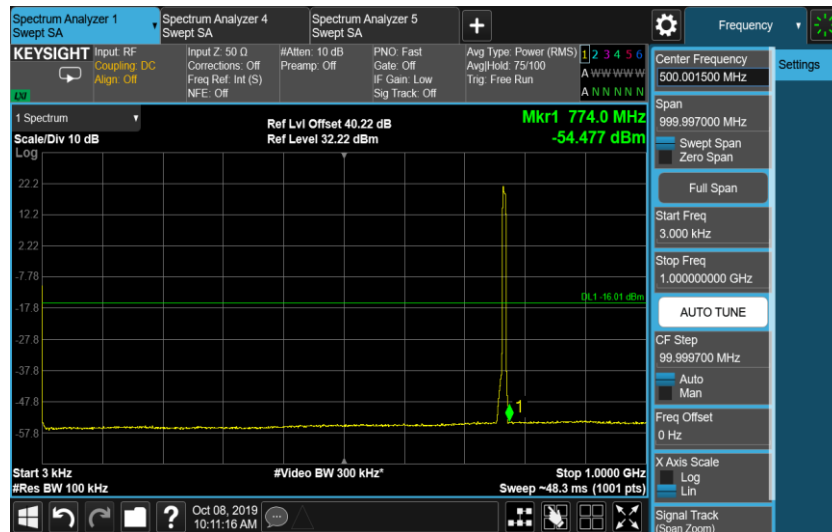 Spectrum Analyzer 1
Swept SA
Spectrum Analyzer 4
Swept SA
Spectrum Analyzer 5
Swept SA
+
Frequency
KEYSIGHT
LXI
Input: RF
Coupling: DC
Align: Off
Input Z: 50 Ω
Corrections: Off
Freq Ref: Int (S)
NFE: Off
#Atten: 10 dB
Preamp: Off
PNO: Fast
Gate: Off
IF Gain: Low
Sig Track: Off
Avg Type: Power (RMS)
Avg|Hold: 75/100
Trig: Free Run
1 2 3 4 5 6
A W W W W W
A N N N N N
1 Spectrum
Scale/Div 10 dB
Log
Ref Lvl Offset 40.22 dB
Ref Level 32.22 dBm
Mkr1 774.0 MHz
-54.477 dBm
22.2
12.2
2.22
-7.78
-17.8
-27.8
-37.8
-47.8
-57.8
DL1 -16.01 dBm
1
Start 3 kHz
#Res BW 100 kHz
#Video BW 300 kHz*
Stop 1.0000 GHz
Sweep ~48.3 ms (1001 pts)
Center Frequency
500.001500 MHz
Span
999.997000 MHz
Swept Span
Zero Span
Full Span
Start Freq
3.000 kHz
Stop Freq
1.000000000 GHz
AUTO TUNE
CF Step
99.999700 MHz
Auto
Man
Freq Offset
0 Hz
X Axis Scale
Log
Lin
Signal Track
(Span Zoom)
Settings
?
Oct 08, 2019
10:11:16 AM